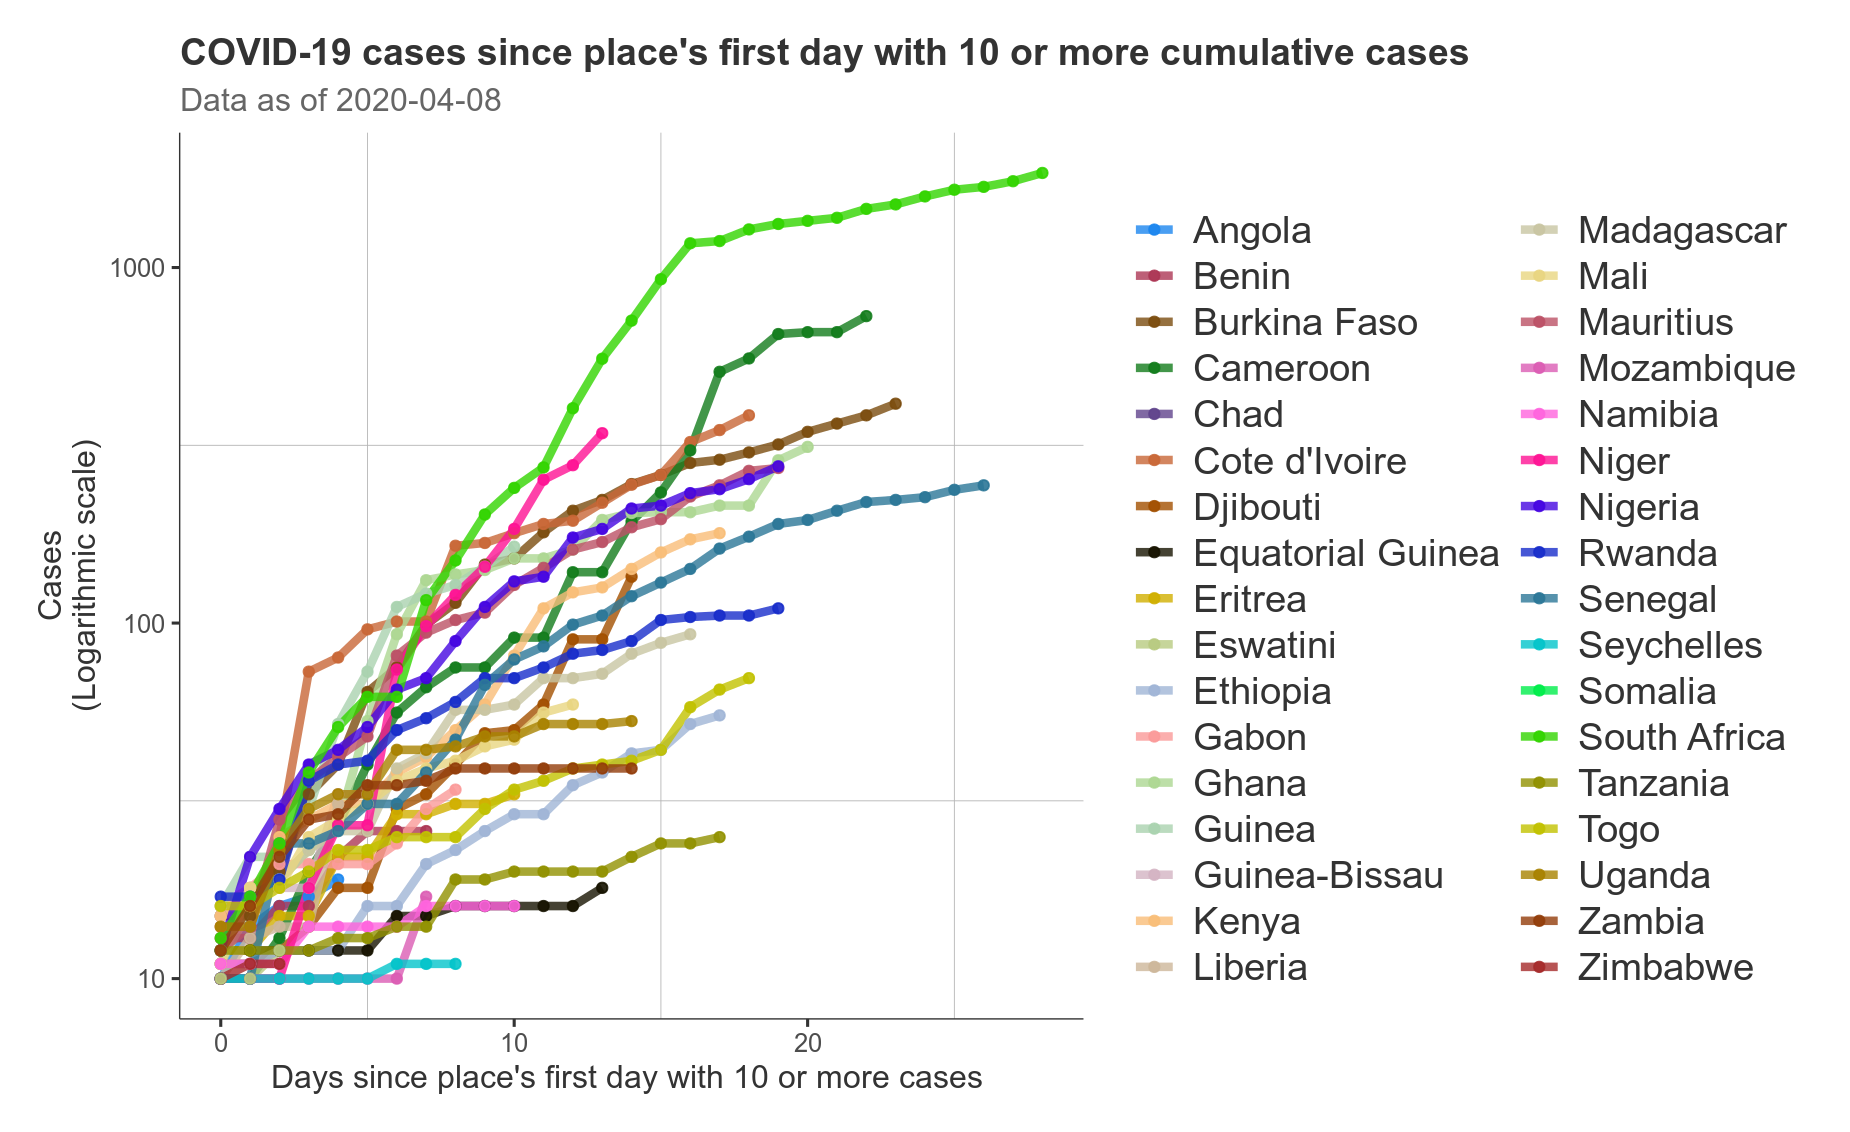 COVID-19 cases since place's first day with 10 or more cumulative cases
Data as of 2020-04-08
Cases
(Logarithmic scale)
1000
100
10
0
10
20
Days since place's first day with 10 or more cases
Angola
Benin
Burkina Faso
Cameroon
Chad
Cote d'Ivoire
Djibouti
Equatorial Guinea
Eritrea
Eswatini
Ethiopia
Gabon
Ghana
Guinea
Guinea-Bissau
Kenya
Liberia
Madagascar
Mali
Mauritius
Mozambique
Namibia
Niger
Nigeria
Rwanda
Senegal
Seychelles
Somalia
South Africa
Tanzania
Togo
Uganda
Zambia
Zimbabwe